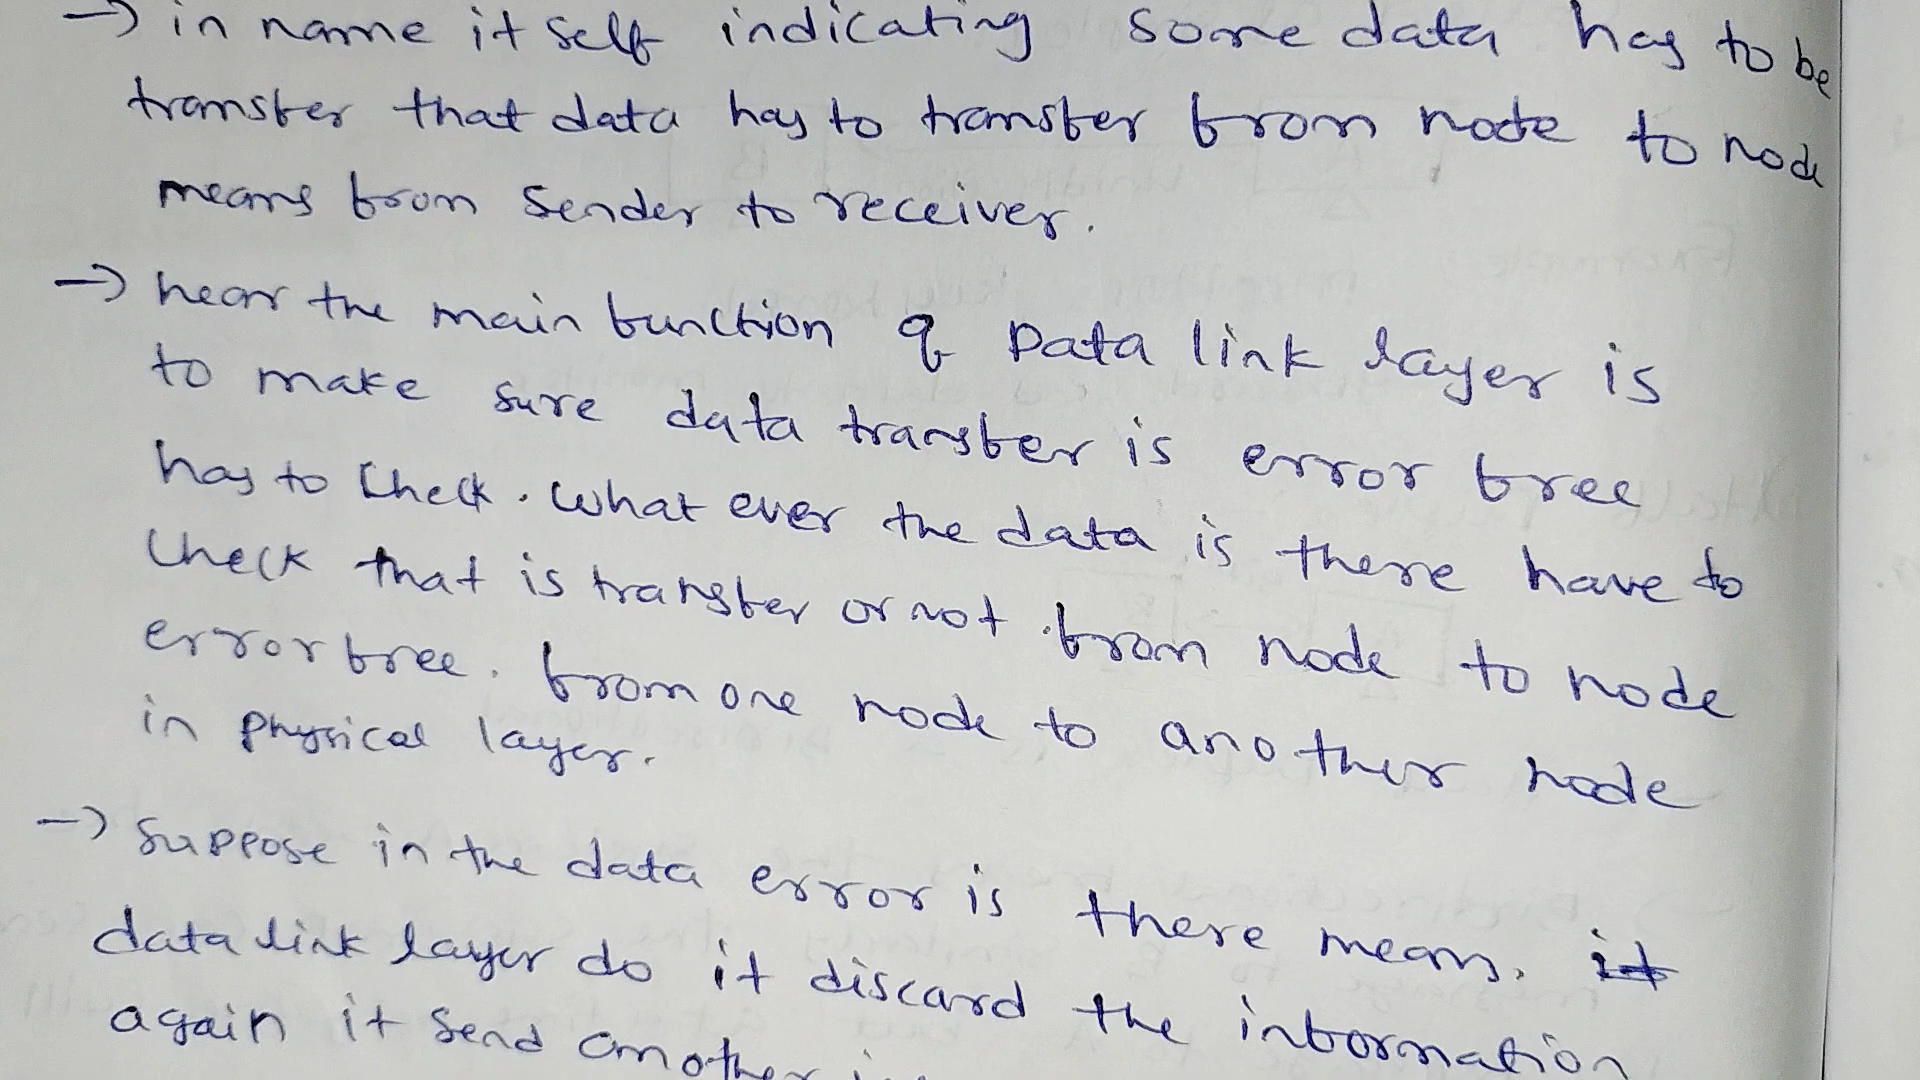 → in name it self indicating some data has to be
transfer that data has to transfer from node to node
means from sender to receiver.
→ hear the main function of Data link layer is
to make sure data transfer is error free
has to check. what ever the data is there have to
check that is transfer or not from node to node
error free. from one node to another node
in physical layer.
→ suppose in the data error is there means, it
data link layer do it discard the information
again it send another